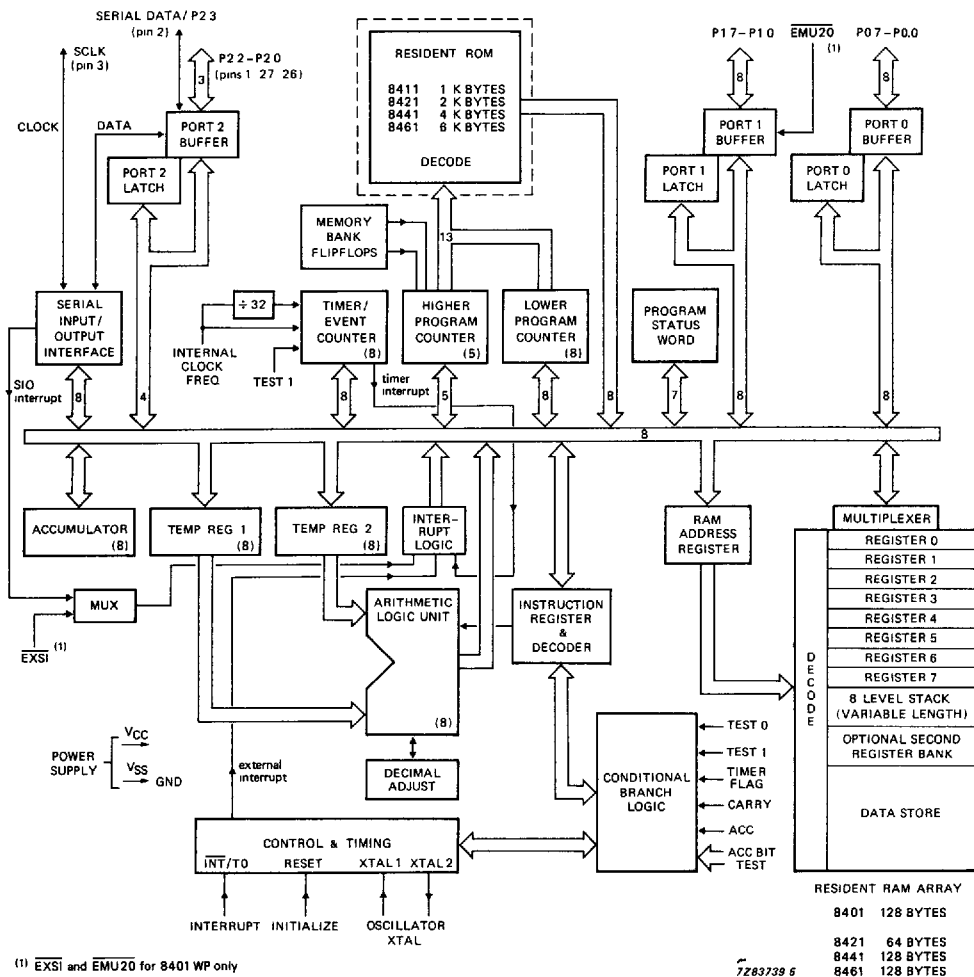 SERIAL DATA/ P23
(pin 2)
SCLK
(pin 3)
P22–P20
(pins 1 27 26)
3
CLOCK
DATA
PORT 2
BUFFER
PORT 2
LATCH
RESIDENT ROM
8411 1 K BYTES
8421 2 K BYTES
8441 4 K BYTES
8461 6 K BYTES
DECODE
P17–P10
EMU20
(1)
P07–P0.0
8
8
PORT 1
BUFFER
PORT 1
LATCH
PORT 0
BUFFER
PORT 0
LATCH
MEMORY
BANK
FLIPFLOPS
13
÷ 32
SERIAL
INPUT/
OUTPUT
INTERFACE
TIMER/
EVENT
COUNTER
(8)
HIGHER
PROGRAM
COUNTER
(5)
LOWER
PROGRAM
COUNTER
(8)
PROGRAM
STATUS
WORD
INTERNAL
CLOCK
FREQ
TEST 1
timer
interrupt
SIO
interrupt
8
4
8
5
8
8
7
8
8
8
ACCUMULATOR
(8)
TEMP REG 1
(8)
TEMP REG 2
(8)
INTER–
RUPT
LOGIC
RAM
ADDRESS
REGISTER
MULTIPLEXER
REGISTER 0
REGISTER 1
REGISTER 2
REGISTER 3
REGISTER 4
REGISTER 5
REGISTER 6
REGISTER 7
8 LEVEL STACK
(VARIABLE LENGTH)
OPTIONAL SECOND
REGISTER BANK
DATA STORE
DECODE
MUX
EXSI (1)
ARITHMETIC
LOGIC UNIT
(8)
INSTRUCTION
REGISTER
&
DECODER
POWER
SUPPLY
VCC
VSS
GND
external
interrupt
DECIMAL
ADJUST
CONDITIONAL
BRANCH
LOGIC
TEST 0
TEST 1
TIMER
FLAG
CARRY
ACC
ACC BIT
TEST
CONTROL & TIMING
INT/T0 RESET XTAL 1 XTAL 2
INTERRUPT INITIALIZE OSCILLATOR
XTAL
RESIDENT RAM ARRAY
8401 128 BYTES
8421 64 BYTES
8441 128 BYTES
8461 128 BYTES
(1) EXSI and EMU20 for 8401 WP only
7Z83739 6